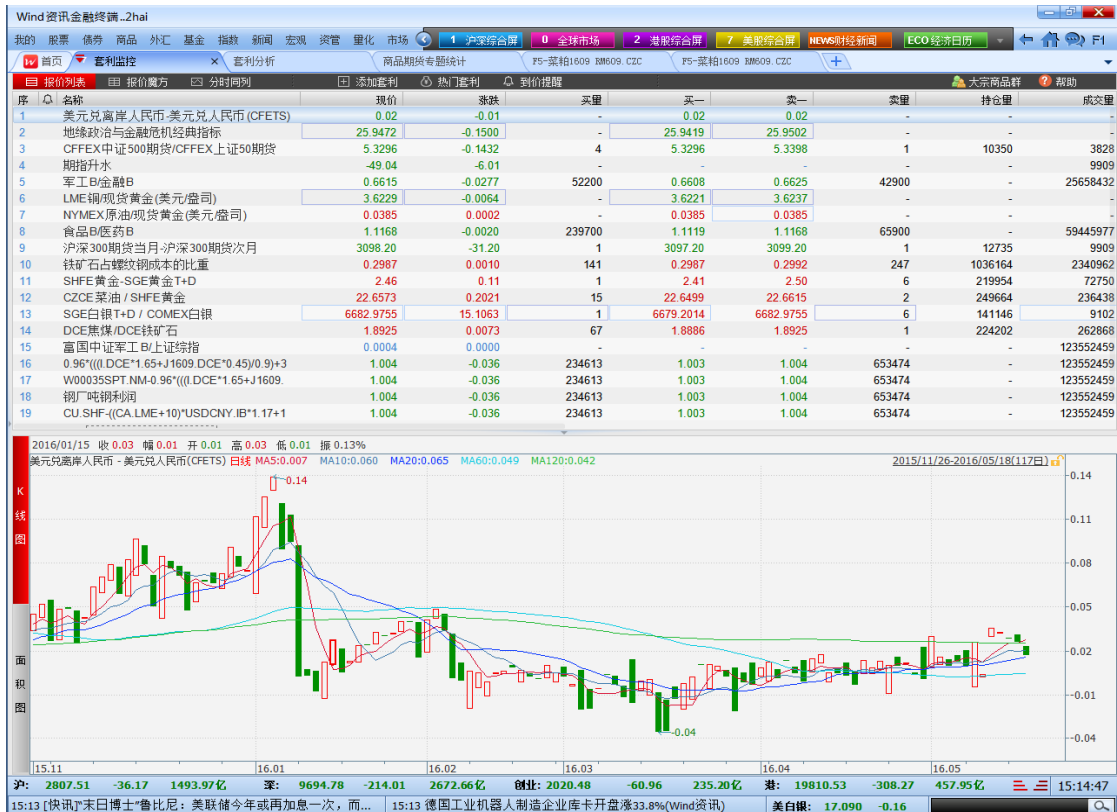 Wind资讯金融终端..2hai
我的 股票 债券 商品 外汇 基金 指数 新闻 宏观 资管 量化 市场 1 沪深综合屏 0 全球市场 2 港股综合屏 7 美股综合屏 NEWS财经新闻 ECO经济日历 F1
W 首页 套利监控 × 套利分析 商品期货专题统计 F5-菜粕1609 RM609.CZC F5-菜粕1609 RM609.CZC +
报价列表 报价魔方 分时同列 添加套利 热门套利 到价提醒 大宗商品群 帮助
序 名称 现价 涨跌 买量 买一 卖一 卖量 持仓量 成交量
1 美元兑离岸人民币-美元兑人民币(CFETS) 0.02 -0.01 - 0.02 0.02 - - -
2 地缘政治与金融危机经典指标 25.9472 -0.1500 - 25.9419 25.9502 - - -
3 CFFEX中证500期货/CFFEX上证50期货 5.3296 -0.1432 4 5.3296 5.3398 1 10350 3828
4 期指升水 -49.04 -6.01 - - - - - 9909
5 军工B/金融B 0.6615 -0.0277 52200 0.6608 0.6625 42900 - 25658432
6 LME铜/现货黄金(美元/盎司) 3.6229 -0.0064 - 3.6221 3.6237 - - -
7 NYMEX原油/现货黄金(美元/盎司) 0.0385 0.0002 - 0.0385 0.0385 - - -
8 食品B/医药B 1.1168 -0.0020 239700 1.1119 1.1168 65900 - 59445977
9 沪深300期货当月-沪深300期货次月 3098.20 -31.20 1 3097.20 3099.20 1 12735 9909
10 铁矿石占螺纹钢成本的比重 0.2987 0.0010 141 0.2987 0.2992 247 1036164 2340962
11 SHFE黄金-SGE黄金T+D 2.46 0.11 1 2.41 2.50 6 219954 72750
12 CZCE菜油 / SHFE黄金 22.6573 0.2021 15 22.6499 22.6615 2 249664 236438
13 SGE白银T+D / COMEX白银 6682.9755 15.1063 1 6679.2014 6682.9755 6 141146 9102
14 DCE焦煤/DCE铁矿石 1.8925 0.0073 67 1.8886 1.8925 1 224202 262868
15 富国中证军工B/上证综指 0.0004 0.0000 - - - - - 123552459
16 0.96*(((I.DCE*1.65+J1609.DCE*0.45)/0.9)+3 1.004 -0.036 234613 1.003 1.004 653474 - 123552459
17 W00035SPT.NM-0.96*(((I.DCE*1.65+J1609. 1.004 -0.036 234613 1.003 1.004 653474 - 123552459
18 钢厂吨钢利润 1.004 -0.036 234613 1.003 1.004 653474 - 123552459
19 CU.SHF-((CA.LME+10)*USDCNY.IB*1.17+1 1.004 -0.036 234613 1.003 1.004 653474 - 123552459
2016/01/15 收0.03 幅0.01 开0.01 高0.03 低0.01 振0.13%
美元兑离岸人民币 - 美元兑人民币(CFETS) 日线 MA5:0.007 MA10:0.060 MA20:0.065 MA60:0.049 MA120:0.042 2015/11/26-2016/05/18(117日)
K线图
面积图
0.14
-0.04
0.14
0.11
0.08
0.05
0.02
-0.01
-0.04
15.11 16.01 16.02 16.03 16.04 16.05
沪: 2807.51 -36.17 1493.97亿 深: 9694.78 -214.01 2672.66亿 创业: 2020.48 -60.96 235.20亿 港: 19810.53 -308.27 457.95亿 15:14:47
15:13 [快讯]"末日博士"鲁比尼：美联储今年或再加息一次，而... 15:13 德国工业机器人制造企业库卡开盘涨33.8%(Wind资讯) 美白银: 17.090 -0.16